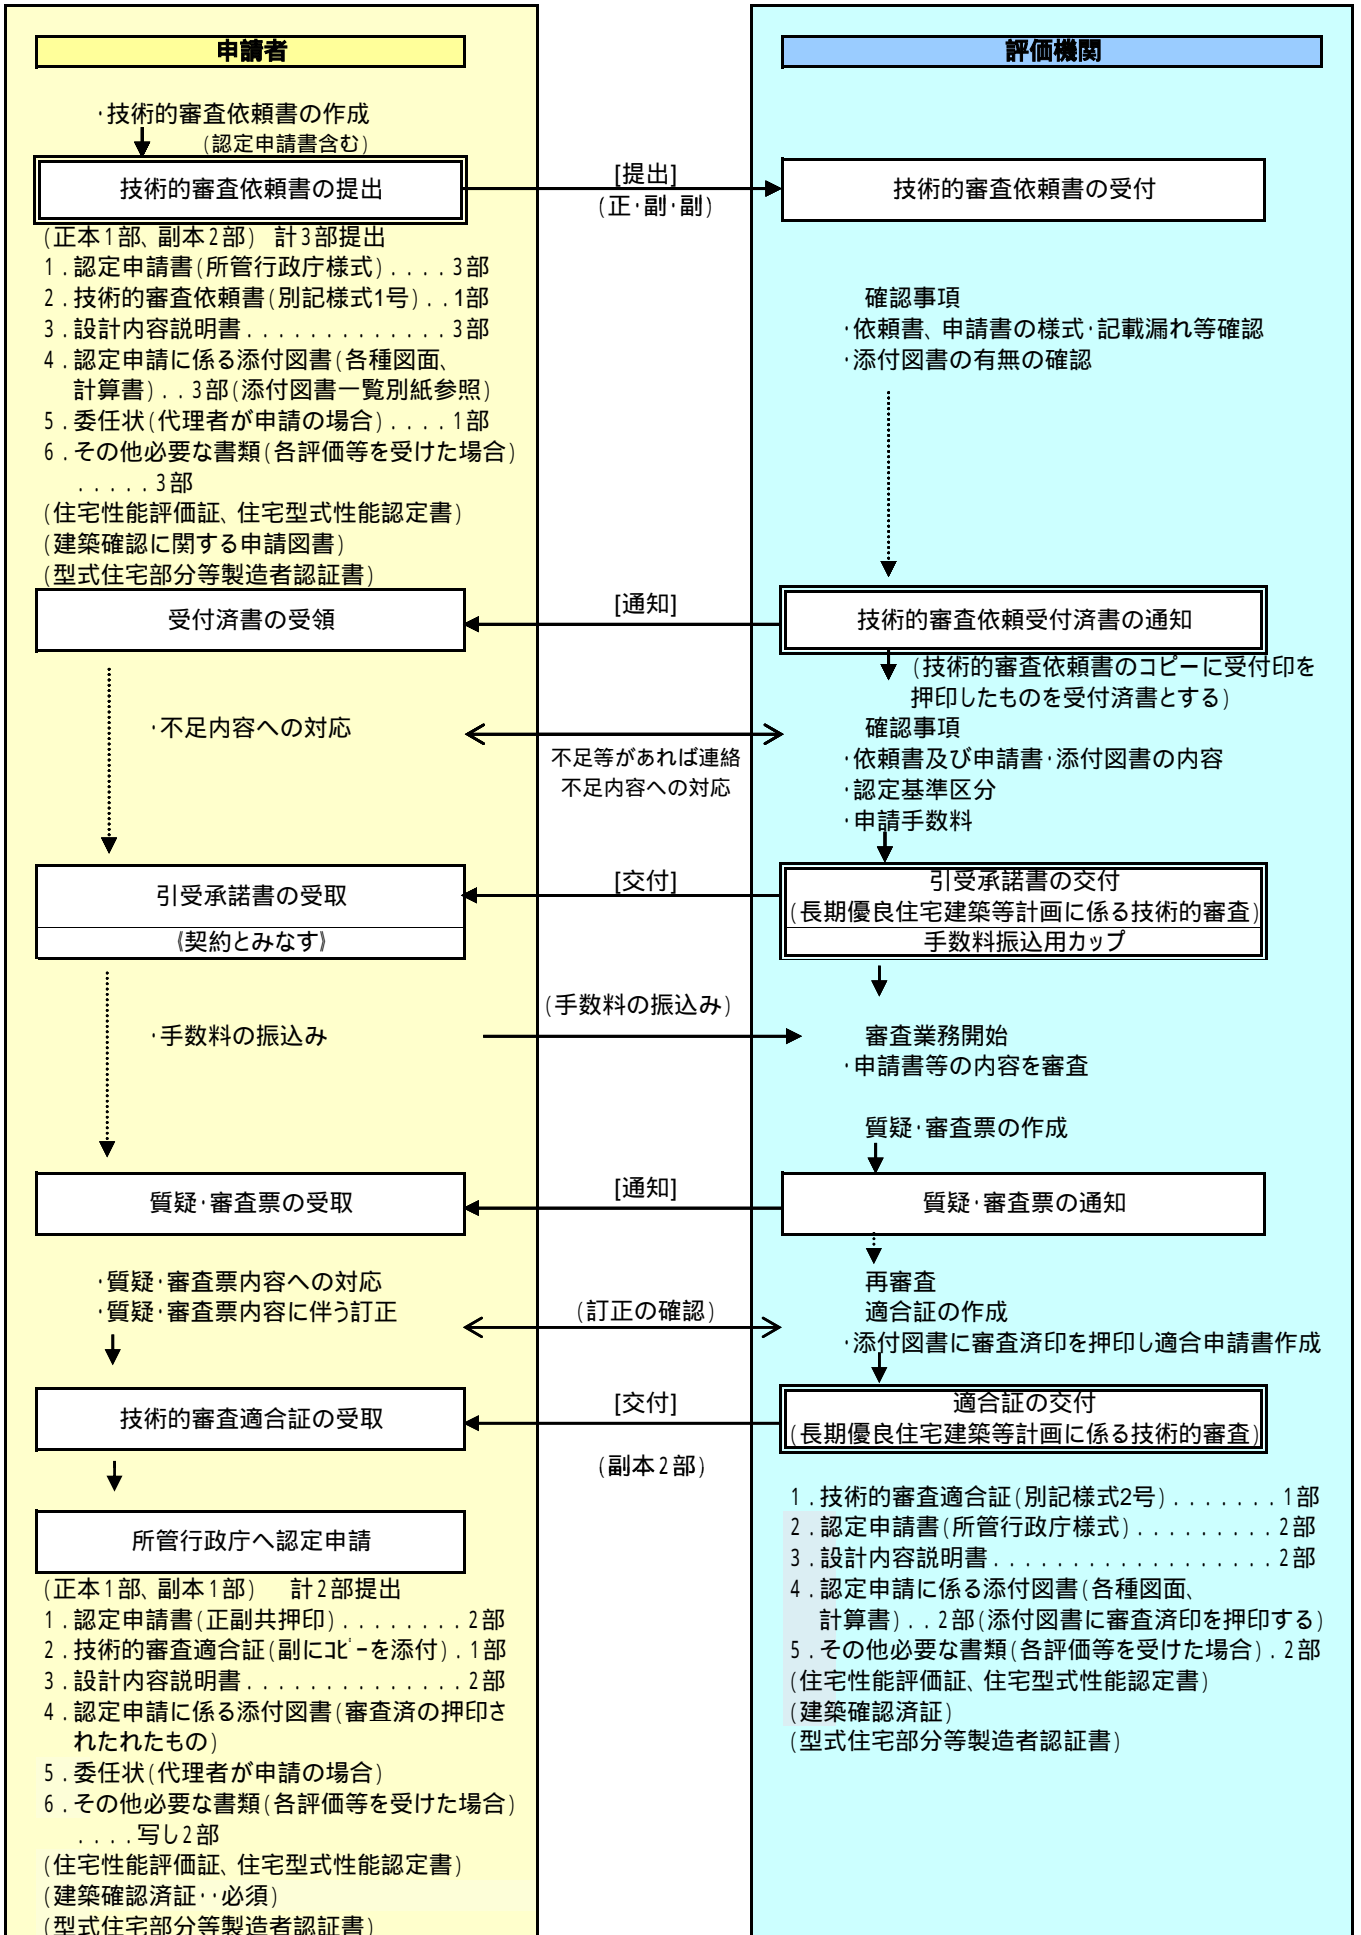 申請者
・技術的審査依頼書の作成
(認定申請書含む)
技術的審査依頼書の提出
(正本1部、副本2部) 計3部提出
1.認定申請書(所管行政庁様式)....3部
2.技術的審査依頼書(別記様式1号)..1部
3.設計内容説明書.............3部
4.認定申請に係る添付図書(各種図面、
計算書)..3部(添付図書一覧別紙参照)
5.委任状(代理者が申請の場合)....1部
6.その他必要な書類(各評価等を受けた場合)
.....3部
(住宅性能評価証、住宅型式性能認定書)
(建築確認に関する申請図書)
(型式住宅部分等製造者認証書)
受付済書の受領
・不足内容への対応
引受承諾書の受取
《契約とみなす》
・手数料の振込み
質疑・審査票の受取
・質疑・審査票内容への対応
・質疑・審査票内容に伴う訂正
技術的審査適合証の受取
所管行政庁へ認定申請
(正本1部、副本1部) 計2部提出
1.認定申請書(正副共押印)........2部
2.技術的審査適合証(副にコピーを添付).1部
3.設計内容説明書..............2部
4.認定申請に係る添付図書(審査済の押印さ
れたれたもの)
5.委任状(代理者が申請の場合)
6.その他必要な書類(各評価等を受けた場合)
....写し2部
(住宅性能評価証、住宅型式性能認定書)
(建築確認済証・・必須)
(型式住宅部分等製造者認証書)
[提出]
(正・副・副)
[通知]
不足等があれば連絡
不足内容への対応
[交付]
(手数料の振込み)
[通知]
(訂正の確認)
[交付]
(副本2部)
評価機関
技術的審査依頼書の受付
確認事項
・依頼書、申請書の様式・記載漏れ等確認
・添付図書の有無の確認
技術的審査依頼受付済書の通知
(技術的審査依頼書のコピーに受付印を
押印したものを受付済書とする)
確認事項
・依頼書及び申請書・添付図書の内容
・認定基準区分
・申請手数料
引受承諾書の交付
(長期優良住宅建築等計画に係る技術的審査)
手数料振込用カップ
審査業務開始
・申請書等の内容を審査
質疑・審査票の作成
質疑・審査票の通知
再審査
適合証の作成
・添付図書に審査済印を押印し適合申請書作成
適合証の交付
(長期優良住宅建築等計画に係る技術的審査)
1.技術的審査適合証(別記様式2号).......1部
2.認定申請書(所管行政庁様式).........2部
3.設計内容説明書..................2部
4.認定申請に係る添付図書(各種図面、
計算書)..2部(添付図書に審査済印を押印する)
5.その他必要な書類(各評価等を受けた場合).2部
(住宅性能評価証、住宅型式性能認定書)
(建築確認済証)
(型式住宅部分等製造者認証書)